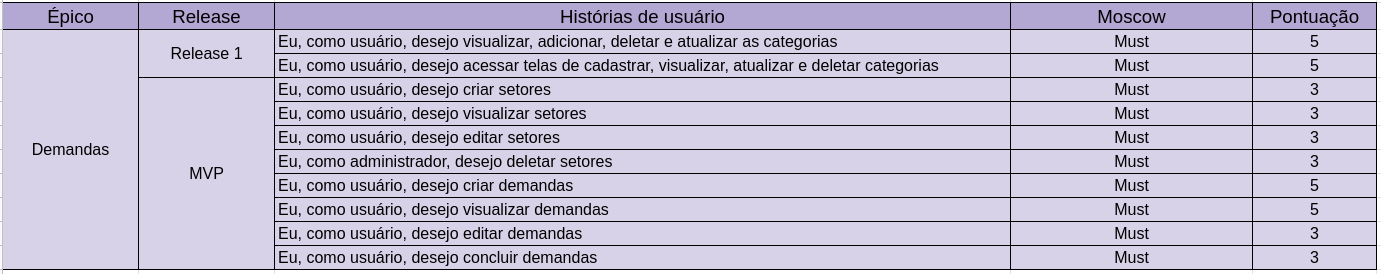 Épico Release Histórias de usuário Moscow Pontuação
Demandas
Release 1
Eu, como usuário, desejo visualizar, adicionar, deletar e atualizar as categorias Must 5
Eu, como usuário, desejo acessar telas de cadastrar, visualizar, atualizar e deletar categorias Must 5
MVP
Eu, como usuário, desejo criar setores Must 3
Eu, como usuário, desejo visualizar setores Must 3
Eu, como usuário, desejo editar setores Must 3
Eu, como administrador, desejo deletar setores Must 3
Eu, como usuário, desejo criar demandas Must 5
Eu, como usuário, desejo visualizar demandas Must 5
Eu, como usuário, desejo editar demandas Must 3
Eu, como usuário, desejo concluir demandas Must 3